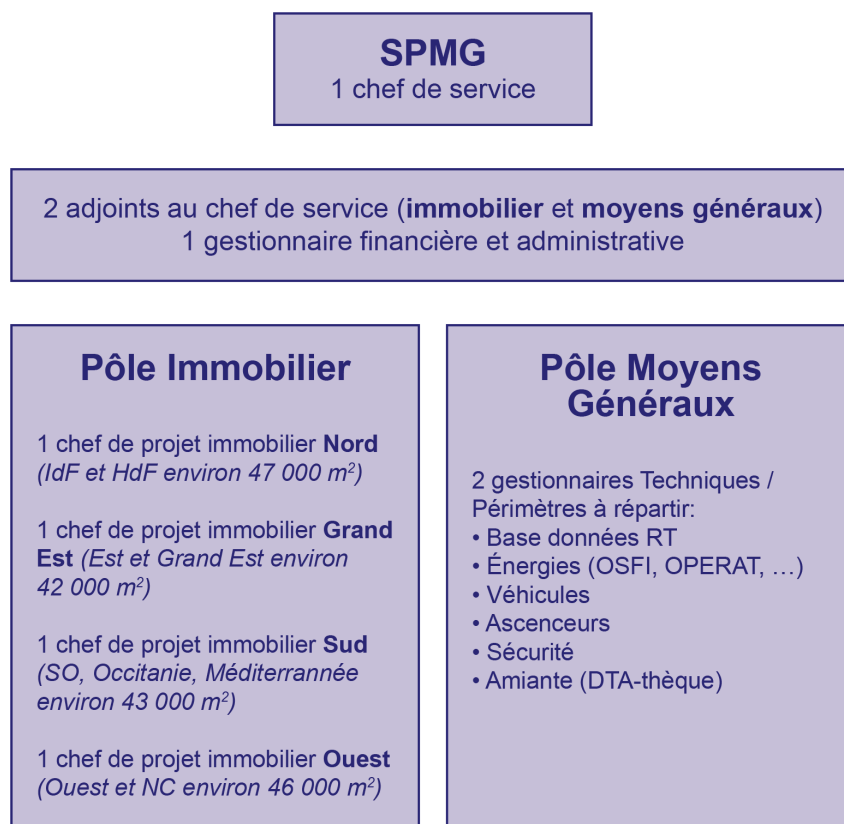 SPMG
1 chef de service
2 adjoints au chef de service (immobilier et moyens généraux)
1 gestionnaire financière et administrative
Pôle Immobilier
1 chef de projet immobilier Nord
(IdF et HdF environ 47 000 m²)
1 chef de projet immobilier Grand
Est (Est et Grand Est environ
42 000 m²)
1 chef de projet immobilier Sud
(SO, Occitanie, Méditerrannée
environ 43 000 m²)
1 chef de projet immobilier Ouest
(Ouest et NC environ 46 000 m²)
Pôle Moyens
Généraux
2 gestionnaires Techniques /
Périmètres à répartir:
• Base données RT
• Énergies (OSFI, OPERAT, …)
• Véhicules
• Ascenceurs
• Sécurité
• Amiante (DTA-thèque)